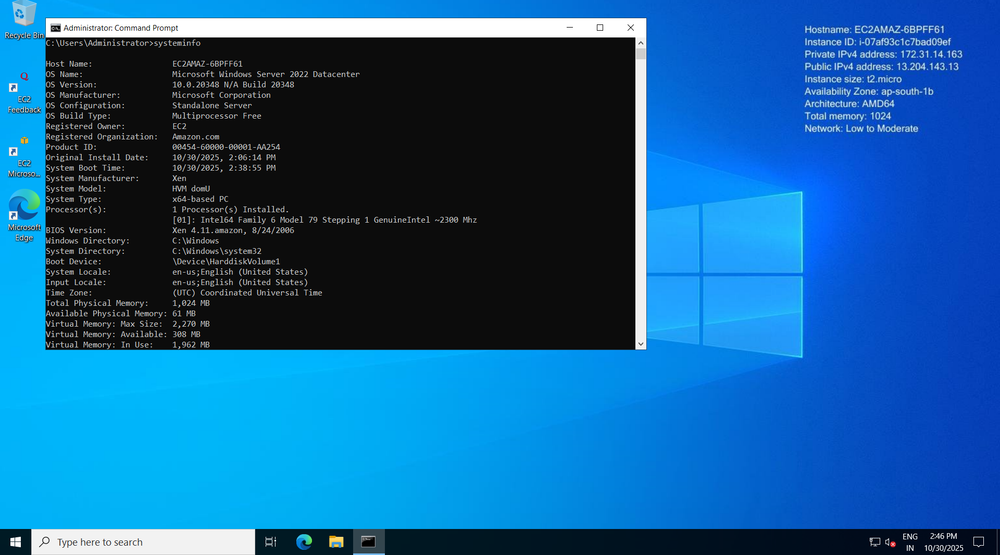 Recycle Bin
EC2
Feedback
EC2
Microso...
Microsoft
Edge
Administrator: Command Prompt
C:\Users\Administrator>systeminfo
Host Name: EC2AMAZ-6BPFF61
OS Name: Microsoft Windows Server 2022 Datacenter
OS Version: 10.0.20348 N/A Build 20348
OS Manufacturer: Microsoft Corporation
OS Configuration: Standalone Server
OS Build Type: Multiprocessor Free
Registered Owner: EC2
Registered Organization: Amazon.com
Product ID: 00454-60000-00001-AA254
Original Install Date: 10/30/2025, 2:06:14 PM
System Boot Time: 10/30/2025, 2:38:55 PM
System Manufacturer: Xen
System Model: HVM domU
System Type: x64-based PC
Processor(s): 1 Processor(s) Installed.
[01]: Intel64 Family 6 Model 79 Stepping 1 GenuineIntel ~2300 Mhz
BIOS Version: Xen 4.11.amazon, 8/24/2006
Windows Directory: C:\Windows
System Directory: C:\Windows\system32
Boot Device: \Device\HarddiskVolume1
System Locale: en-us;English (United States)
Input Locale: en-us;English (United States)
Time Zone: (UTC) Coordinated Universal Time
Total Physical Memory: 1,024 MB
Available Physical Memory: 61 MB
Virtual Memory: Max Size: 2,270 MB
Virtual Memory: Available: 308 MB
Virtual Memory: In Use: 1,962 MB
Hostname: EC2AMAZ-6BPFF61
Instance ID: i-07af93c1c7bad09ef
Private IPv4 address: 172.31.14.163
Public IPv4 address: 13.204.143.13
Instance size: t2.micro
Availability Zone: ap-south-1b
Architecture: AMD64
Total memory: 1024
Network: Low to Moderate
Type here to search
ENG
IN
2:46 PM
10/30/2025